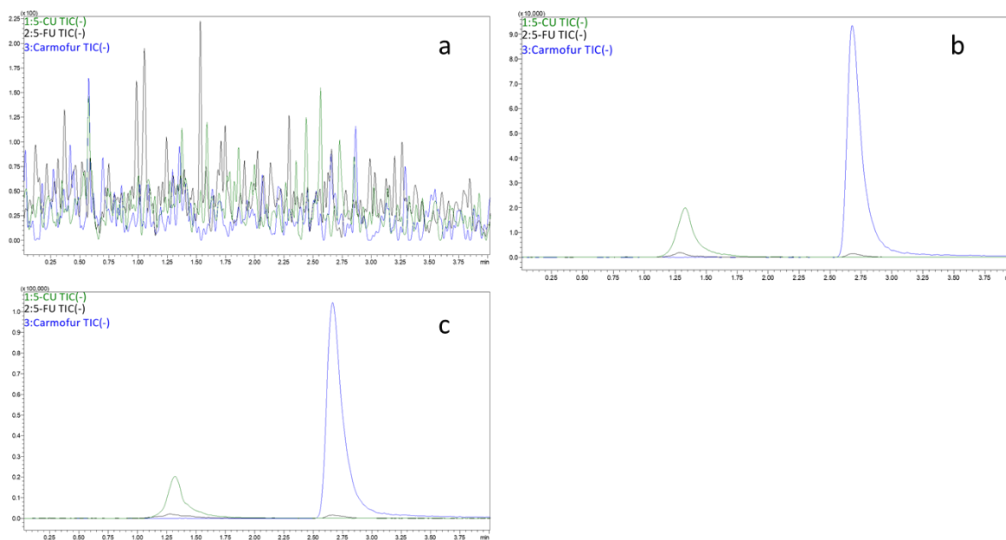 (x100)
1:5-CU TIC(-)
2:5-FU TIC(-)
3:Carmofur TIC(-)
a
2.25
2.00
1.75
1.50
1.25
1.00
0.75
0.50
0.25
0.00
0.25 0.50 0.75 1.00 1.25 1.50 1.75 2.00 2.25 2.50 2.75 3.00 3.25 3.50 3.75 min
(x10,000)
1:5-CU TIC(-)
2:5-FU TIC(-)
3:Carmofur TIC(-)
b
9.0
8.0
7.0
6.0
5.0
4.0
3.0
2.0
1.0
0.0
0.25 0.50 0.75 1.00 1.25 1.50 1.75 2.00 2.25 2.50 2.75 3.00 3.25 3.50 3.75
(x100,000)
1:5-CU TIC(-)
2:5-FU TIC(-)
3:Carmofur TIC(-)
c
1.0
0.9
0.8
0.7
0.6
0.5
0.4
0.3
0.2
0.1
0.0
0.25 0.50 0.75 1.00 1.25 1.50 1.75 2.00 2.25 2.50 2.75 3.00 3.25 3.50 3.75 min